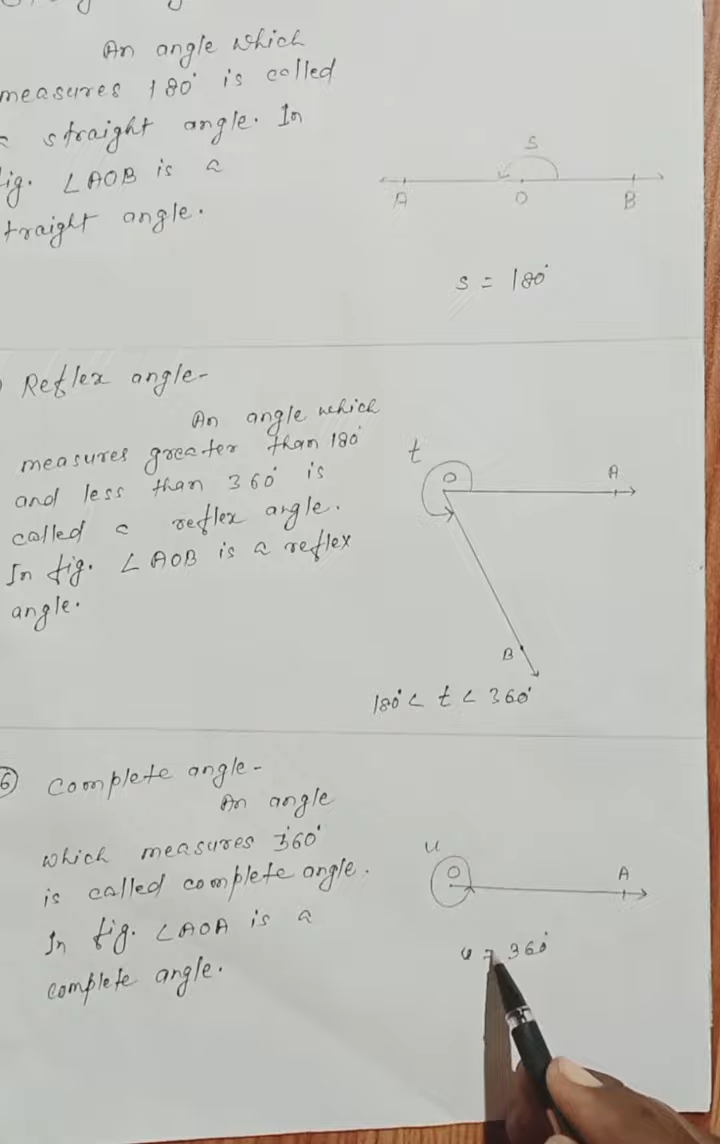 An angle which
measures 180° is called
straight angle. In
fig. ∠AOB is a
straight angle.
S
A O B
s = 180°
Reflex angle-
An angle which
measures greater than 180°
and less than 360° is
called a reflex angle.
In fig. ∠AOB is a reflex
angle.
t
O A
B
180° < t < 360°
6 Complete angle-
An angle
which measures 360°
is called complete angle.
In fig. ∠AOA is a
complete angle.
u
O A
u = 360°